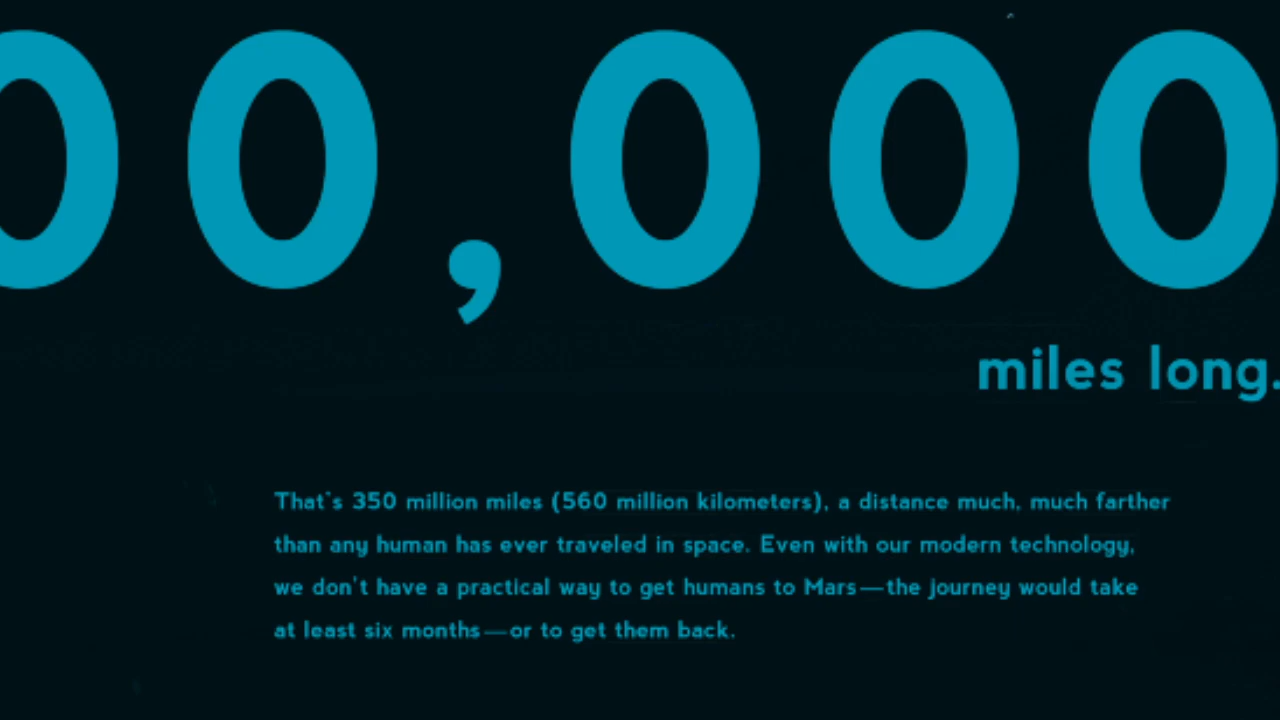 00,000
miles long.
That's 350 million miles (560 million kilometers), a distance much, much farther
than any human has ever traveled in space. Even with our modern technology,
we don't have a practical way to get humans to Mars—the journey would take
at least six months—or to get them back.